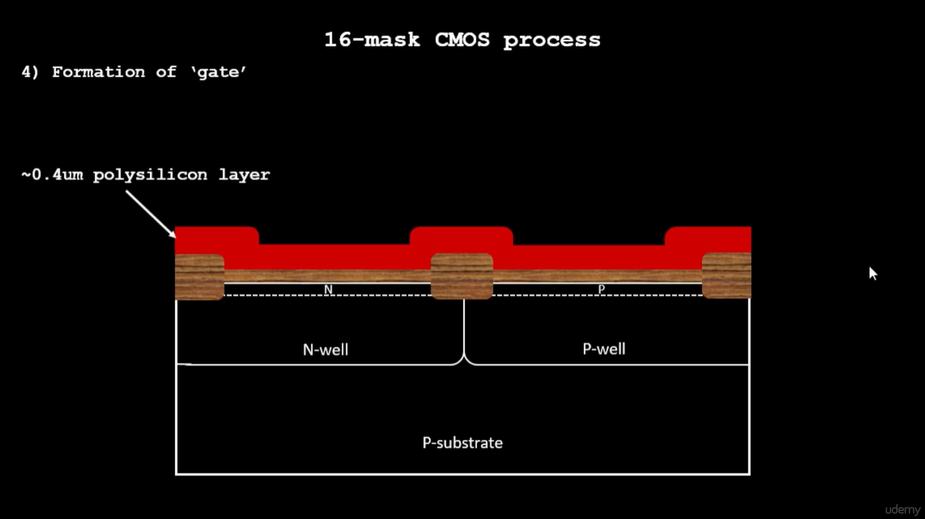 16-mask CMOS process
4) Formation of ‘gate’
~0.4um polysilicon layer
N
P
N-well
P-well
P-substrate
udemy